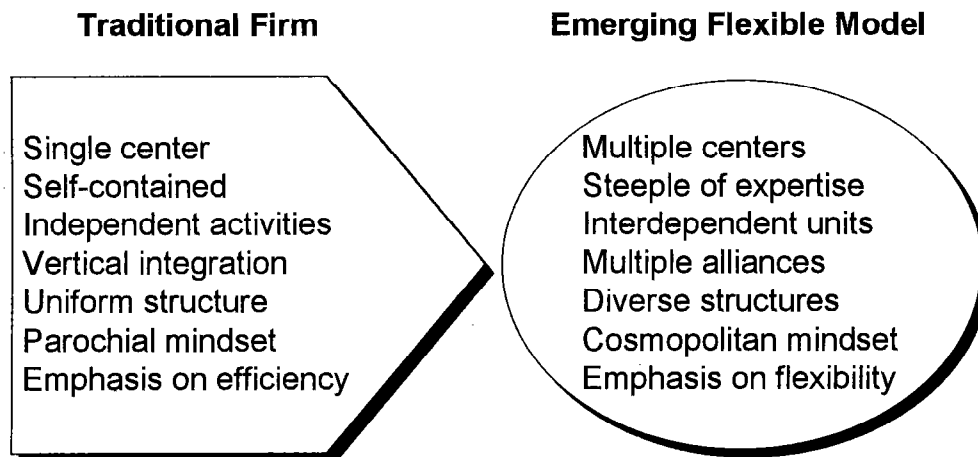 Traditional Firm
Single center
Self-contained
Independent activities
Vertical integration
Uniform structure
Parochial mindset
Emphasis on efficiency
Emerging Flexible Model
Multiple centers
Steeple of expertise
Interdependent units
Multiple alliances
Diverse structures
Cosmopolitan mindset
Emphasis on flexibility